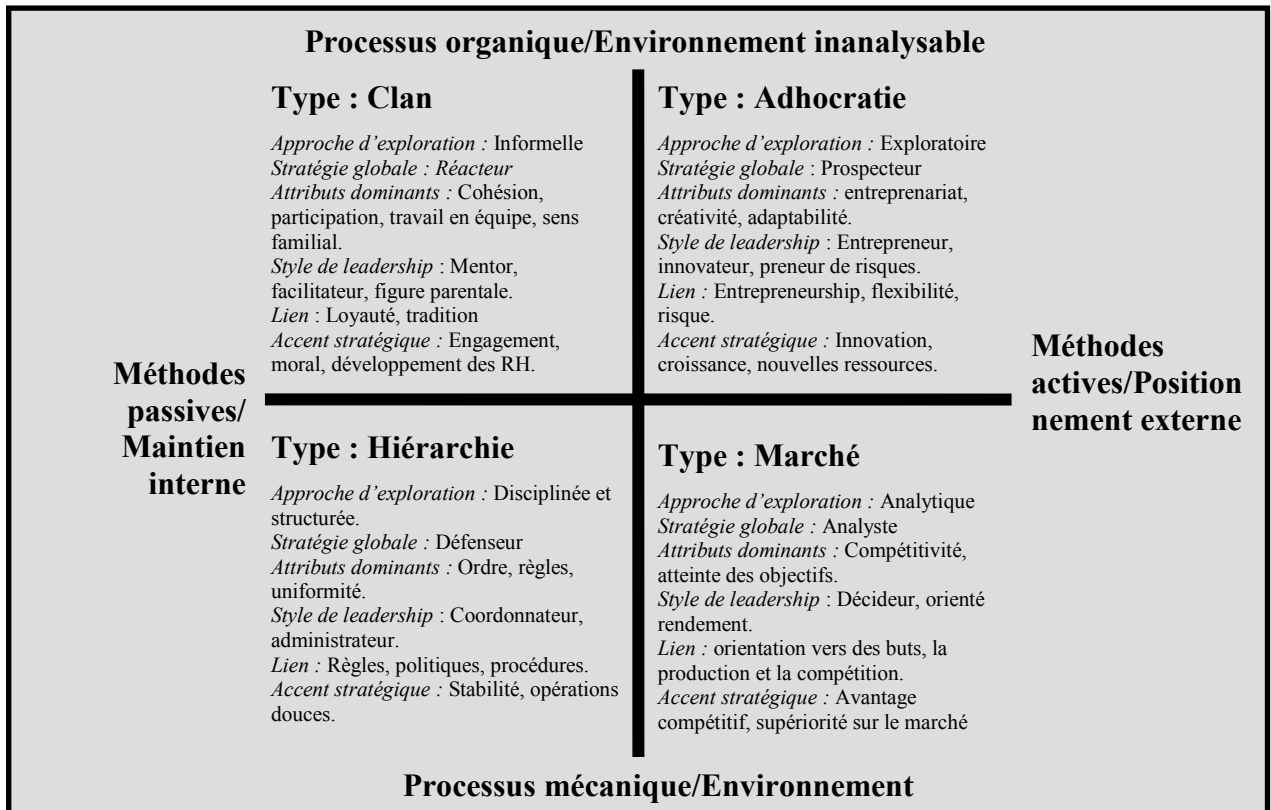 Processus organique/Environnement inanalysable
Type : Clan
Approche d’exploration : Informelle
Stratégie globale : Réacteur
Attributs dominants : Cohésion,
participation, travail en équipe, sens
familial.
Style de leadership : Mentor,
facilitateur, figure parentale.
Lien : Loyauté, tradition
Accent stratégique : Engagement,
moral, développement des RH.
Type : Adhocratie
Approche d’exploration : Exploratoire
Stratégie globale : Prospecteur
Attributs dominants : entreprenariat,
créativité, adaptabilité.
Style de leadership : Entrepreneur,
innovateur, preneur de risques.
Lien : Entrepreneurship, flexibilité,
risque.
Accent stratégique : Innovation,
croissance, nouvelles ressources.
Méthodes
passives/
Maintien
interne
Méthodes
actives/Position
nement externe
Type : Hiérarchie
Approche d’exploration : Disciplinée et
structurée.
Stratégie globale : Défenseur
Attributs dominants : Ordre, règles,
uniformité.
Style de leadership : Coordonnateur,
administrateur.
Lien : Règles, politiques, procédures.
Accent stratégique : Stabilité, opérations
douces.
Type : Marché
Approche d’exploration : Analytique
Stratégie globale : Analyste
Attributs dominants : Compétitivité,
atteinte des objectifs.
Style de leadership : Décideur, orienté
rendement.
Lien : orientation vers des buts, la
production et la compétition.
Accent stratégique : Avantage
compétitif, supériorité sur le marché
Processus mécanique/Environnement